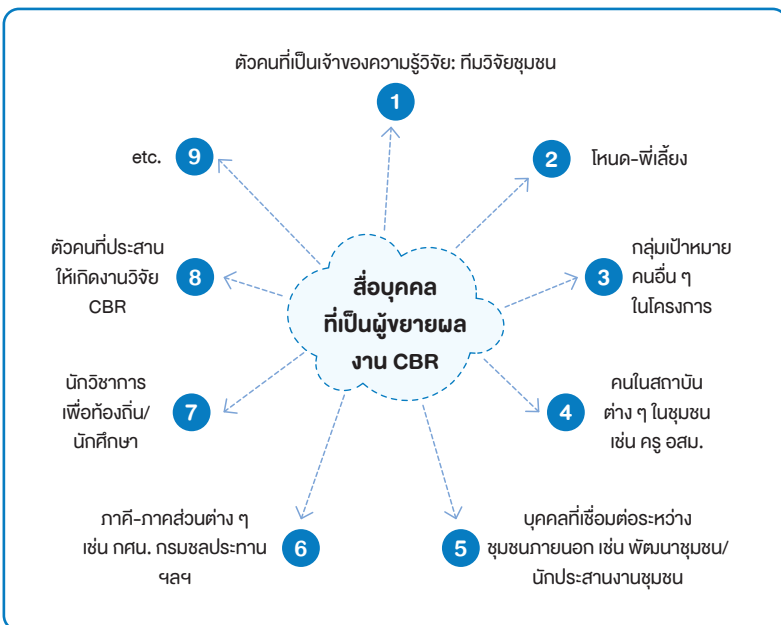 ตัวคนที่เป็นเจ้าของความรู้วิจัย: ทีมวิจัยชุมชน
1
2
โหนด-พี่เลี้ยง
3
กลุ่มเป้าหมาย
คนอื่น ๆ
ในโครงการ
4
คนในสถาบัน
ต่าง ๆ ในชุมชน
เช่น ครู อสม.
5
บุคคลที่เชื่อมต่อระหว่าง
ชุมชนภายนอก เช่น พัฒนาชุมชน/
นักประสานงานชุมชน
6
ภาคี-ภาคส่วนต่าง ๆ
เช่น กศน. กรมชลประทาน
ฯลฯ
7
นักวิชาการ
เพื่อท้องถิ่น/
นักศึกษา
8
ตัวคนที่ประสาน
ให้เกิดงานวิจัย
CBR
9
etc.
สื่อบุคคล
ที่เป็นผู้ขยายผล
งาน CBR